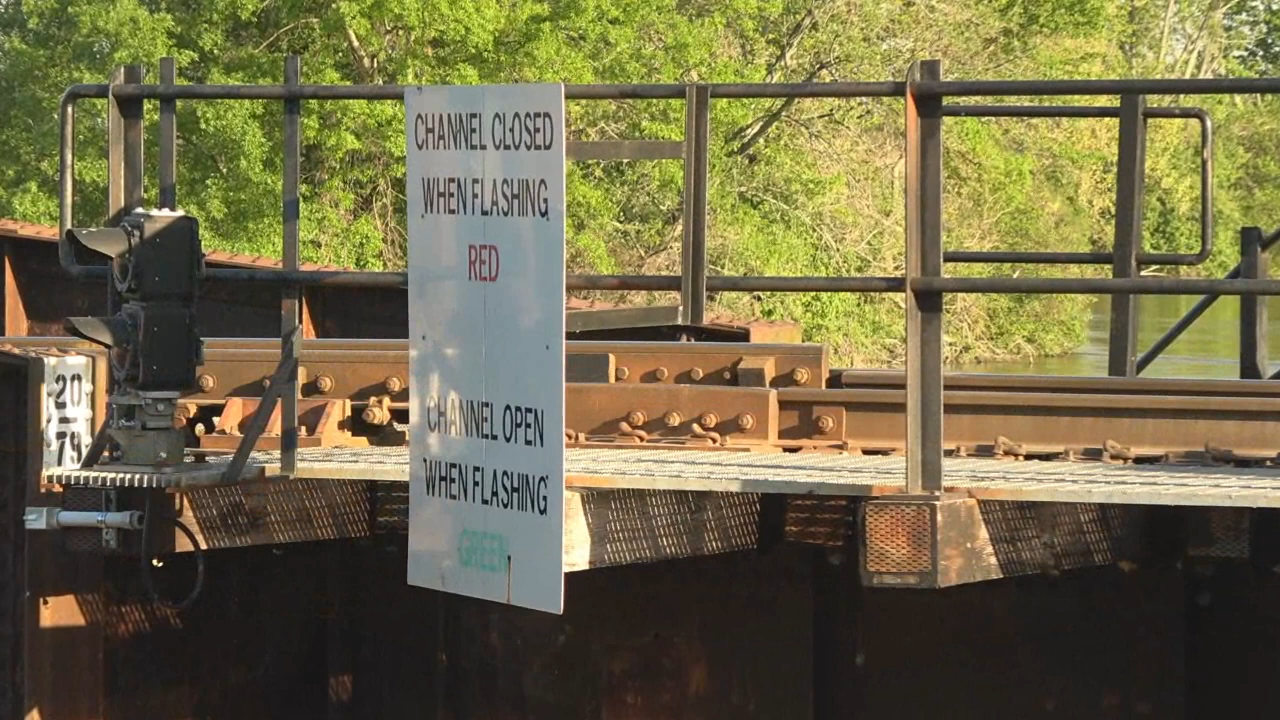 CHANNEL CLOSED
WHEN FLASHING
RED
CHANNEL OPEN
WHEN FLASHING
GREEN
20
79